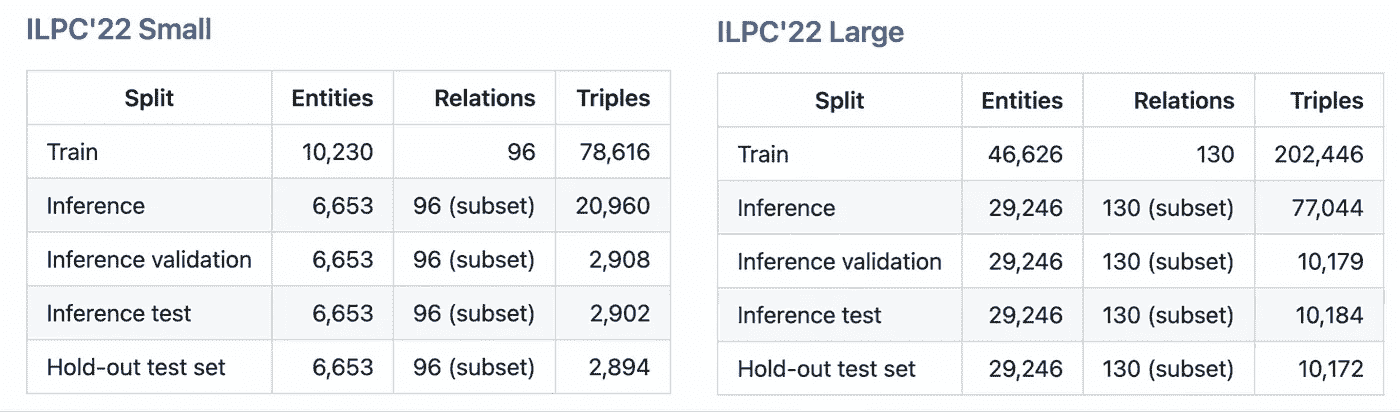 ILPC'22 Small
Split Entities Relations Triples
Train 10,230 96 78,616
Inference 6,653 96 (subset) 20,960
Inference validation 6,653 96 (subset) 2,908
Inference test 6,653 96 (subset) 2,902
Hold-out test set 6,653 96 (subset) 2,894
ILPC'22 Large
Split Entities Relations Triples
Train 46,626 130 202,446
Inference 29,246 130 (subset) 77,044
Inference validation 29,246 130 (subset) 10,179
Inference test 29,246 130 (subset) 10,184
Hold-out test set 29,246 130 (subset) 10,172